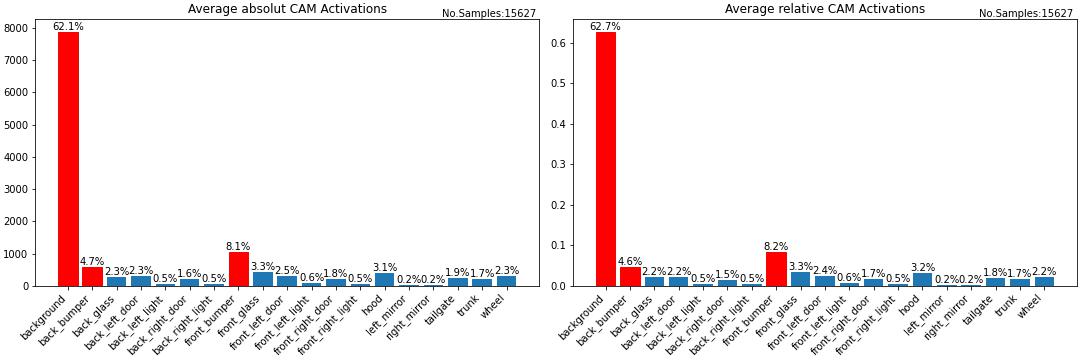 Average absolut CAM Activations
No.Samples:15627
8000
7000
6000
5000
4000
3000
2000
1000
0
62.1%
4.7%
2.3%
2.3%
0.5%
1.6%
0.5%
8.1%
3.3%
2.5%
0.6%
1.8%
0.5%
3.1%
0.2%
0.2%
1.9%
1.7%
2.3%
background
back_bumper
back_glass
back_left_door
back_left_light
back_right_door
back_right_light
front_bumper
front_glass
front_left_door
front_left_light
front_right_door
front_right_light
hood
left_mirror
right_mirror
tailgate
trunk
wheel
Average relative CAM Activations
No.Samples:15627
0.6
0.5
0.4
0.3
0.2
0.1
0.0
62.7%
4.6%
2.2%
2.2%
0.5%
1.5%
0.5%
8.2%
3.3%
2.4%
0.6%
1.7%
0.5%
3.2%
0.2%
0.2%
1.8%
1.7%
2.2%
background
back_bumper
back_glass
back_left_door
back_left_light
back_right_door
back_right_light
front_bumper
front_glass
front_left_door
front_left_light
front_right_door
front_right_light
hood
left_mirror
right_mirror
tailgate
trunk
wheel